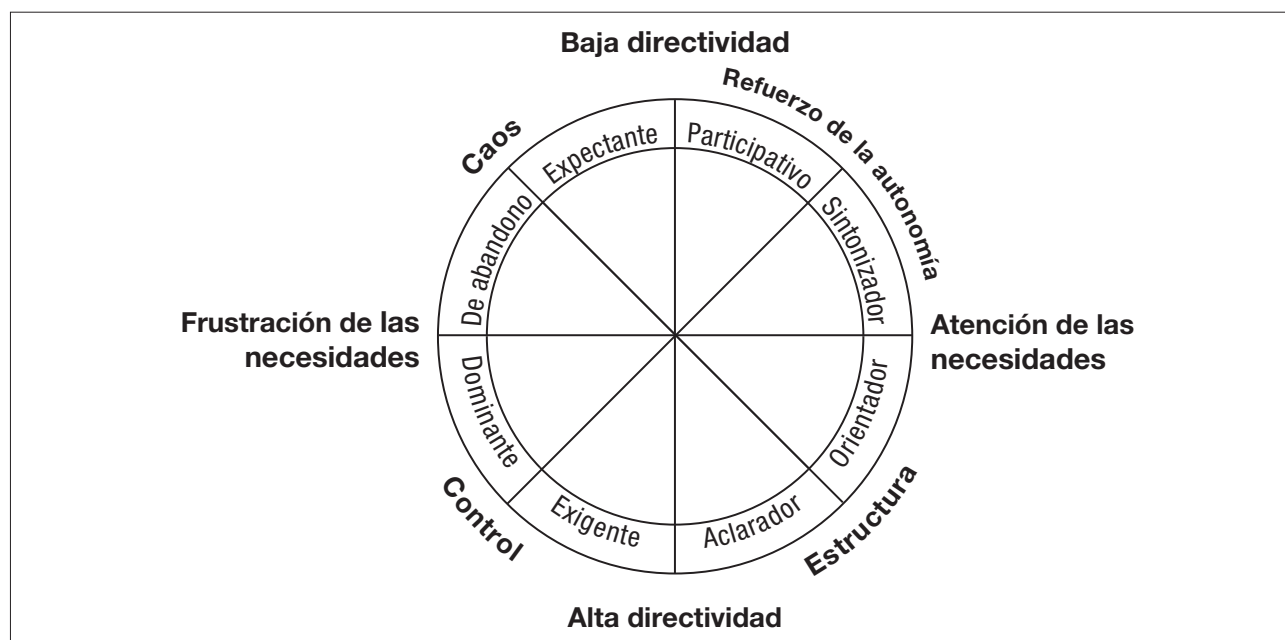 Baja directividad
Refuerzo de la autonomía
Caos
Expectante
Participativo
De abandono
Sintonizador
Frustración de las
necesidades
Atención de las
necesidades
Dominante
Orientador
Control
Exigente
Aclarador
Estructura
Alta directividad